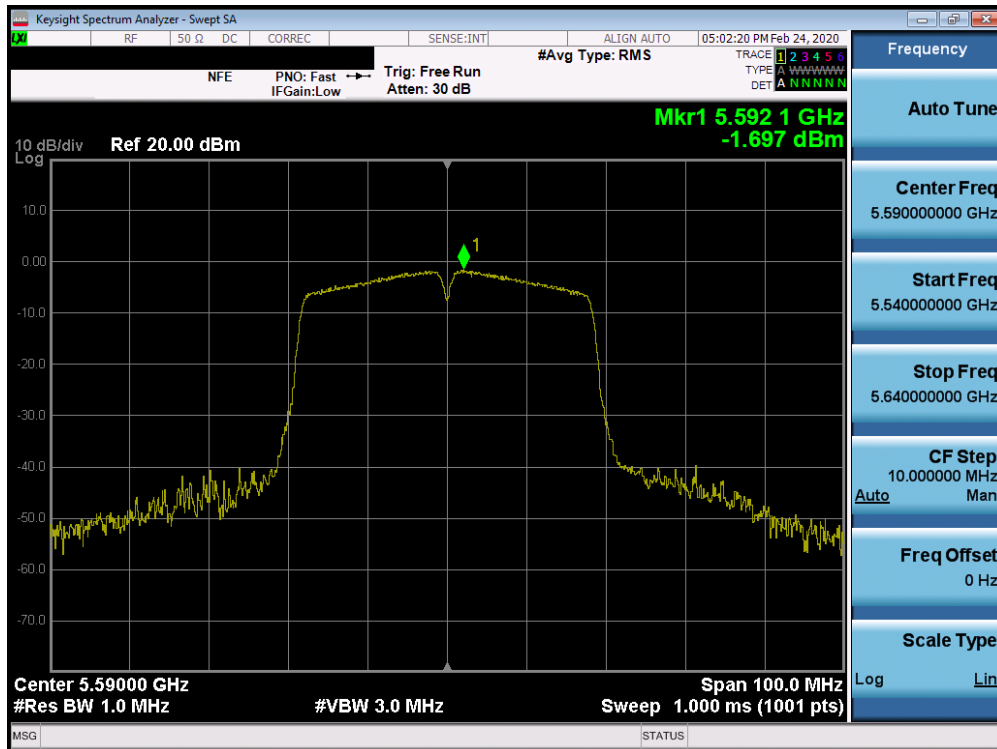 Keysight Spectrum Analyzer - Swept SA
LXI RF 50 Ω DC CORREC SENSE:INT ALIGN AUTO 05:02:20 PM Feb 24, 2020
#Avg Type: RMS
TRACE 1 2 3 4 5 6
TYPE A WWWWW
DET A N N N N N
NFE PNO: Fast Trig: Free Run
IFGain:Low Atten: 30 dB
Mkr1 5.592 1 GHz
-1.697 dBm
10 dB/div Ref 20.00 dBm
Log
1
10.0
0.00
-10.0
-20.0
-30.0
-40.0
-50.0
-60.0
-70.0
Center 5.59000 GHz Span 100.0 MHz
#Res BW 1.0 MHz #VBW 3.0 MHz Sweep 1.000 ms (1001 pts)
MSG STATUS
Frequency
Auto Tune
Center Freq
5.590000000 GHz
Start Freq
5.540000000 GHz
Stop Freq
5.640000000 GHz
CF Step
10.000000 MHz
Auto Man
Freq Offset
0 Hz
Scale Type
Log Lin